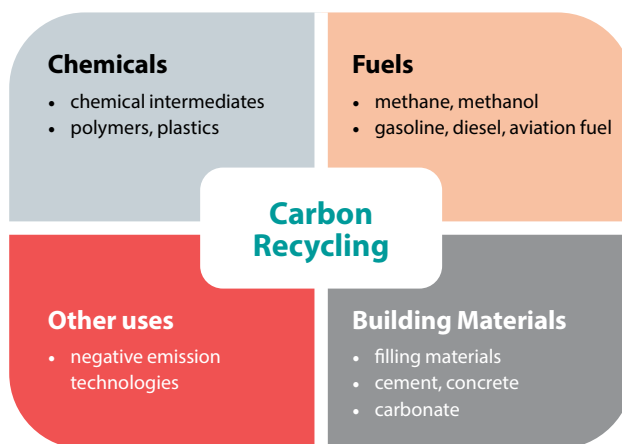 Chemicals
• chemical intermediates
• polymers, plastics
Fuels
• methane, methanol
• gasoline, diesel, aviation fuel
Carbon
Recycling
Other uses
• negative emission
technologies
Building Materials
• filling materials
• cement, concrete
• carbonate